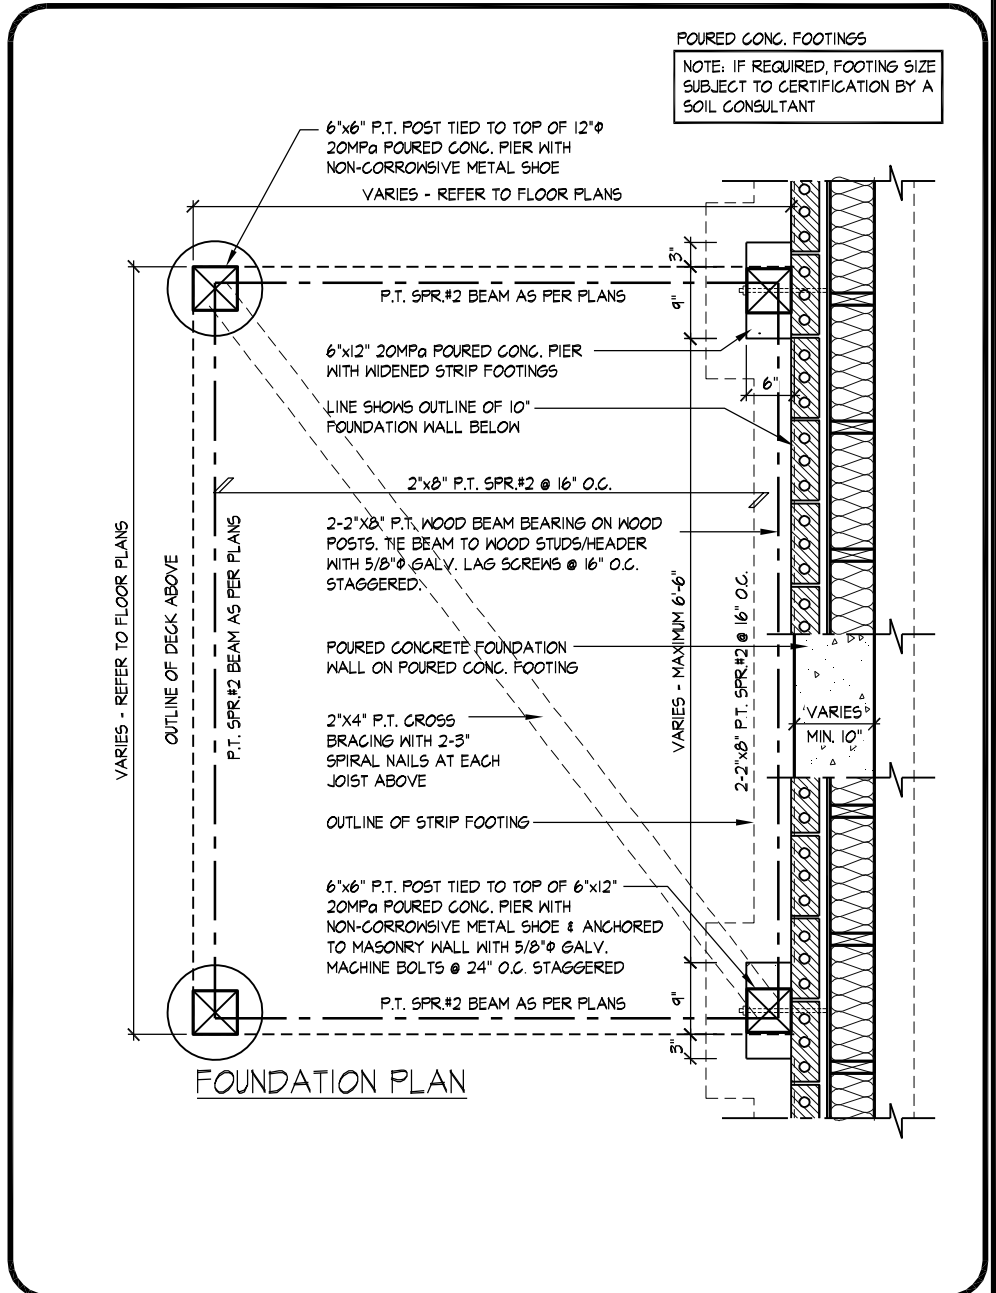 POURED CONC. FOOTINGS
NOTE: IF REQUIRED, FOOTING SIZE
SUBJECT TO CERTIFICATION BY A
SOIL CONSULTANT
6"x6" P.T. POST TIED TO TOP OF 12"Φ
20MPa POURED CONC. PIER WITH
NON-CORROWSIVE METAL SHOE
VARIES - REFER TO FLOOR PLANS
3"
9"
P.T. SPR.#2 BEAM AS PER PLANS
6"x12" 20MPa POURED CONC. PIER
WITH WIDENED STRIP FOOTINGS
6"
LINE SHOWS OUTLINE OF 10"
FOUNDATION WALL BELOW
2"x8" P.T. SPR.#2 @ 16" O.C.
2-2"X8" P.T. WOOD BEAM BEARING ON WOOD
POSTS. TIE BEAM TO WOOD STUDS/HEADER
WITH 5/8"Φ GALV. LAG SCREWS @ 16" O.C.
STAGGERED.
VARIES - REFER TO FLOOR PLANS
OUTLINE OF DECK ABOVE
P.T. SPR.#2 BEAM AS PER PLANS
VARIES - MAXIMUM 6'-6"
2-2"x8" P.T. SPR.#2 @ 16" O.C.
POURED CONCRETE FOUNDATION
WALL ON POURED CONC. FOOTING
VARIES
MIN. 10"
2"X4" P.T. CROSS
BRACING WITH 2-3"
SPIRAL NAILS AT EACH
JOIST ABOVE
OUTLINE OF STRIP FOOTING
6"x6" P.T. POST TIED TO TOP OF 6"x12"
20MPa POURED CONC. PIER WITH
NON-CORROWSIVE METAL SHOE & ANCHORED
TO MASONRY WALL WITH 5/8"Φ GALV.
MACHINE BOLTS @ 24" O.C. STAGGERED
P.T. SPR.#2 BEAM AS PER PLANS
9"
3"
FOUNDATION PLAN